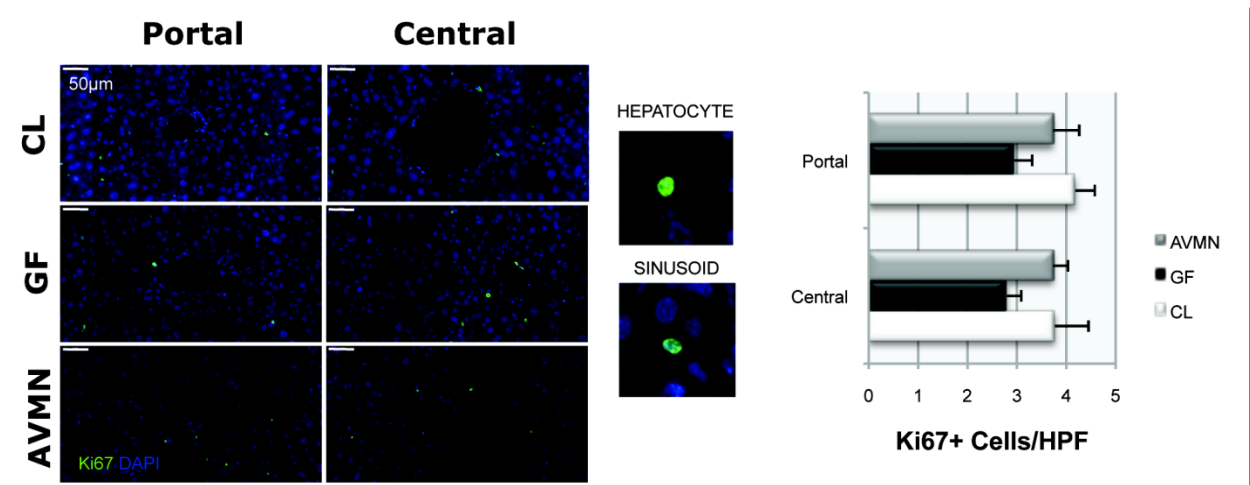 Portal
Central
CL
50µm
GF
AVMN
Ki67 DAPI
HEPATOCYTE
SINUSOID
Portal
Central
0 1 2 3 4 5
Ki67+ Cells/HPF
AVMN
GF
CL